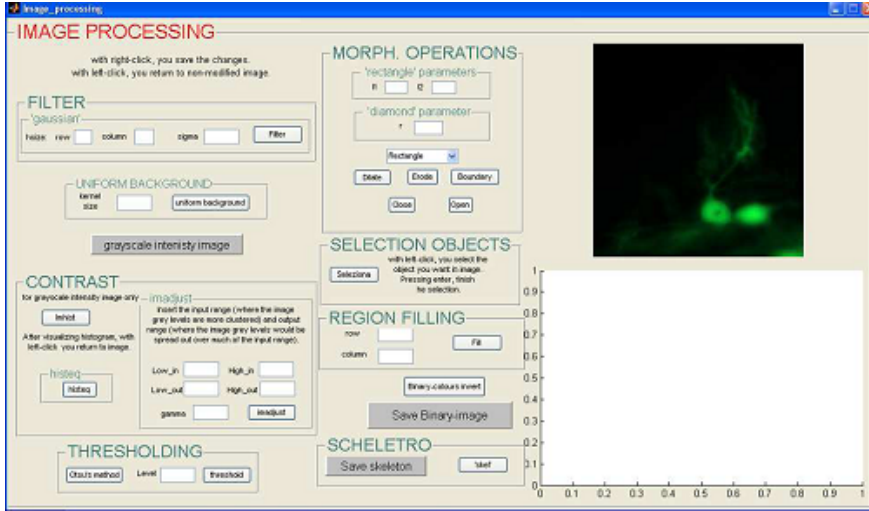 Image_processing
IMAGE PROCESSING
with right-click, you save the changes.
with left-click, you return to non-modified image.
FILTER
'gaussian'
hsize: row column sigma Filter
UNIFORM BACKGROUND
kernel
size
uniform background
grayscale intenisty image
CONTRAST
for grayscale intensity image only
Imhist
After visualizing histogram, with
left-click you return to image.
histeq
histeq
imadjust
Insert the input range (where the image
grey levels are more clustered) and output
range (where the image grey levels would be
spread out over much of the input range).
Low_in High_in
Low_out High_out
gamma imadjust
THRESHOLDING
Otsu's method Level threshold
MORPH. OPERATIONS
'rectangle' parameters
r1 r2
'diamond' parameter
r
Rectangle
Dilate Erode Boundary
Close Open
SELECTION OBJECTS
Seleziona
with left-click, you select the
object you want in image.
Pressing enter, finish
he selection.
REGION FILLING
row
column
Fill
Binary-colours invert
Save Binary-image
SCHELETRO
Save skeleton 'skel'
1
0.9
0.8
0.7
0.6
0.5
0.4
0.3
0.2
0.1
0
0 0.1 0.2 0.3 0.4 0.5 0.6 0.7 0.8 0.9 1